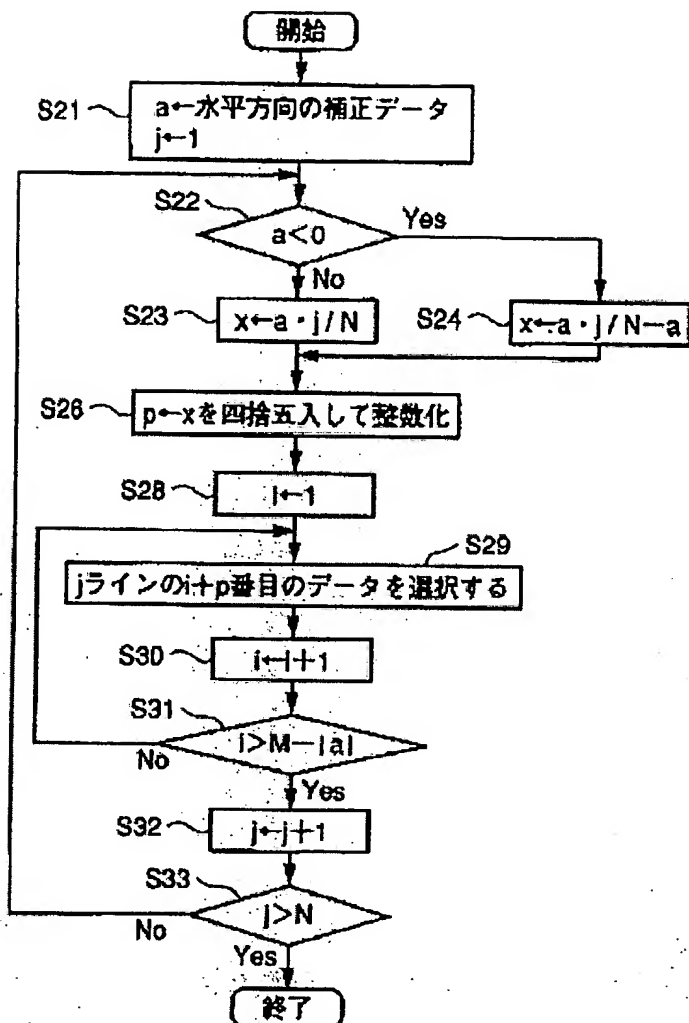 開始
S21
a←水平方向の補正データ
j←1
S22
a<0
Yes
No
S23
x←a・j/N
S24
x←a・j/N−a
S26
p←xを四捨五入して整数化
S28
i←1
S29
jラインのi+p番目のデータを選択する
S30
i←i+1
S31
i>M−|a|
No
Yes
S32
j←j+1
S33
j>N
No
Yes
終了